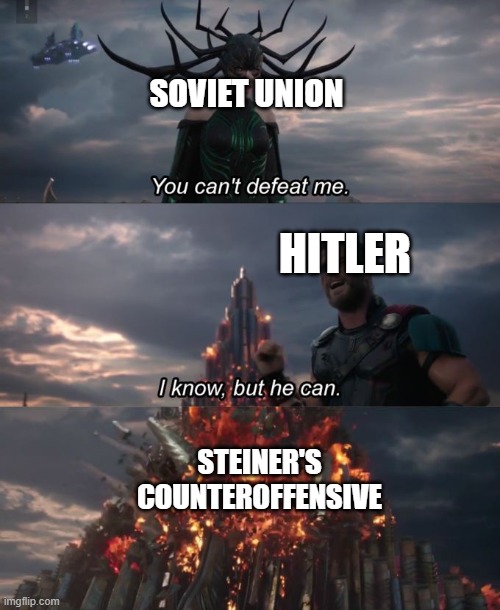 SOVIET UNION
You can't defeat me.
HITLER
I know, but he can.
STEINER'S
COUNTEROFFENSIVE
imgflip.com